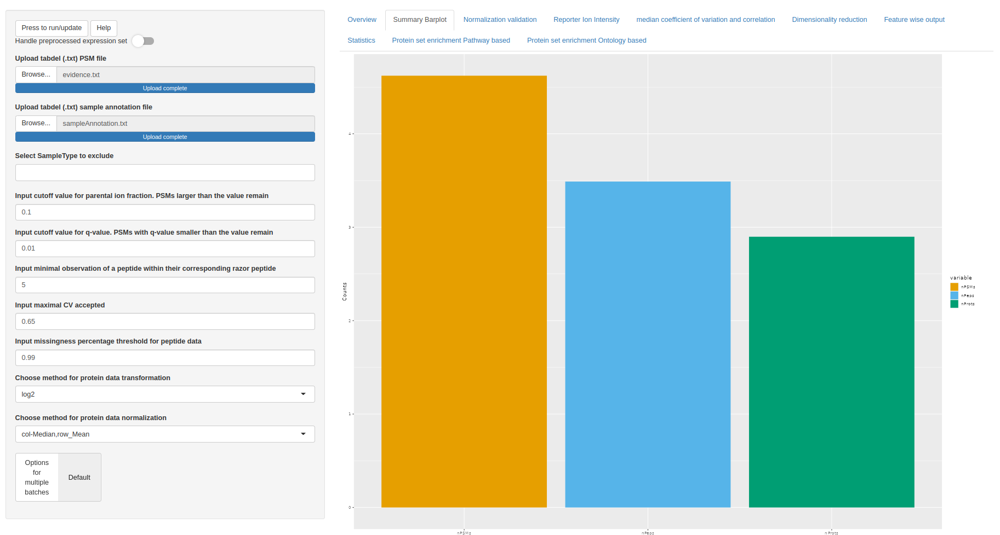 Press to run/update Help
Handle preprocessed expression set
Upload tabdel (.txt) PSM file
Browse... evidence.txt
Upload complete
Upload tabdel (.txt) sample annotation file
Browse... sampleAnnotation.txt
Upload complete
Select SampleType to exclude
Input cutoff value for parental ion fraction. PSMs larger than the value remain
0.1
Input cutoff value for q-value. PSMs with q-value smaller than the value remain
0.01
Input minimal observation of a peptide within their corresponding razor peptide
5
Input maximal CV accepted
0.65
Input missingness percentage threshold for peptide data
0.99
Choose method for protein data transformation
log2
Choose method for protein data normalization
col-Median,row_Mean
Options
for
multiple
batches
Default
Overview Summary Barplot Normalization validation Reporter Ion Intensity median coefficient of variation and correlation Dimensionality reduction Feature wise output
Statistics Protein set enrichment Pathway based Protein set enrichment Ontology based
4
3
2
1
0
Counts
nPSMs nPeps nProts
variable
nPSMs
nPeps
nProts